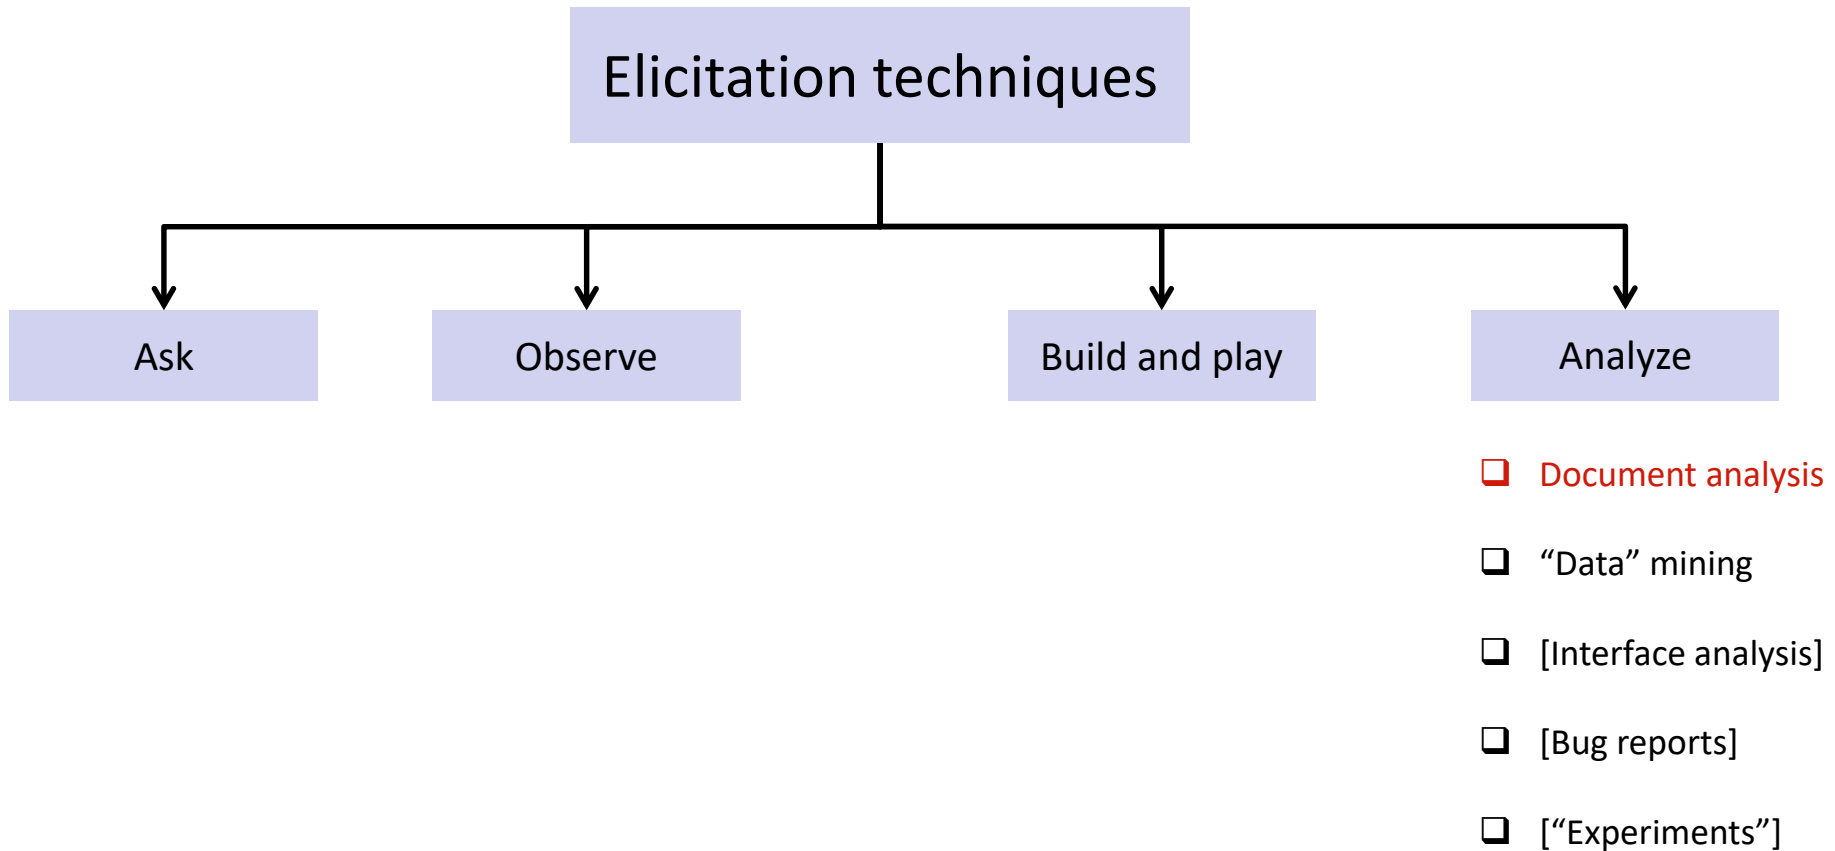 Elicitation techniques
Ask
Observe
Build and play
Analyze
Document analysis
“Data” mining
[Interface analysis]
[Bug reports]
[“Experiments”]